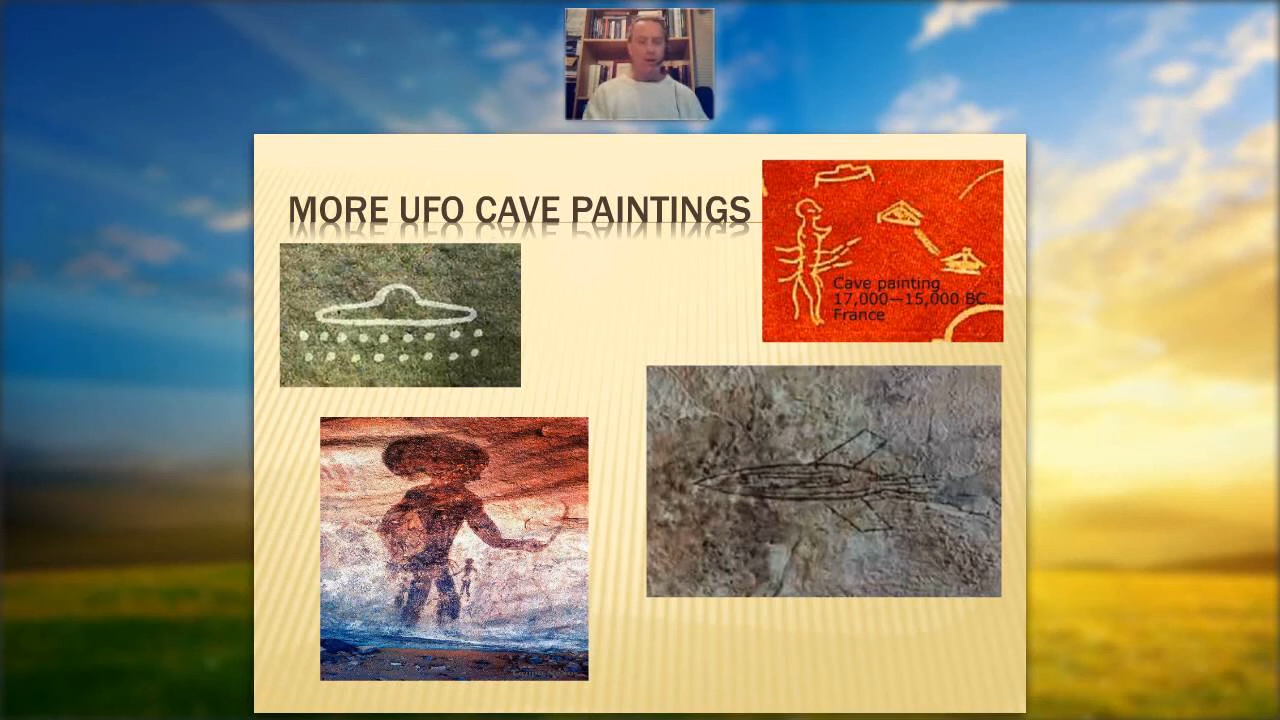 MORE UFO CAVE PAINTINGS
Cave painting
17,000—15,000 BC
France